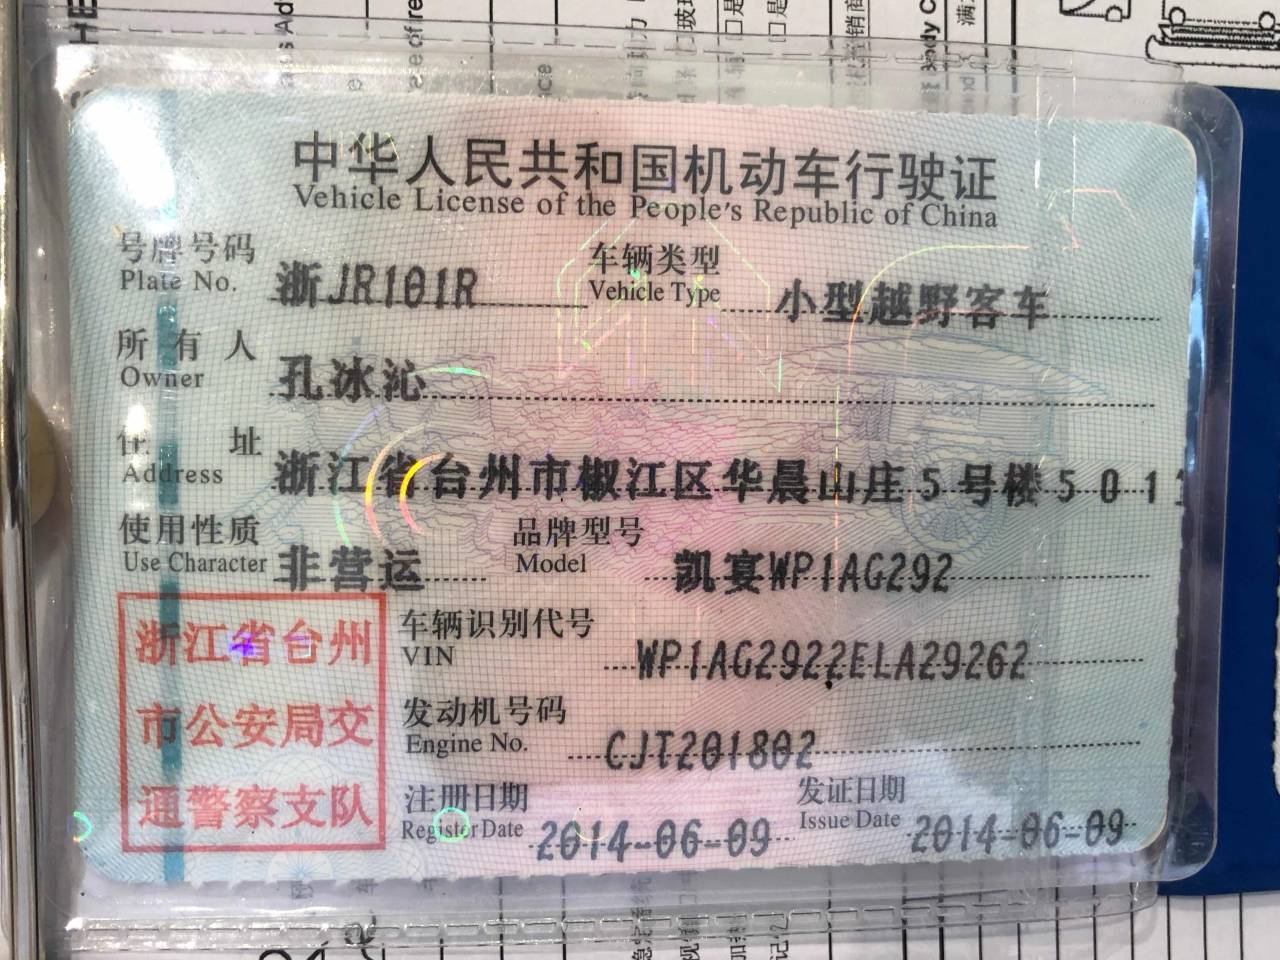 中华人民共和国机动车行驶证
Vehicle License of the People's Republic of China
号牌号码 浙JR101R 车辆类型 小型越野客车
Plate No. Vehicle Type
所有人 孔冰沁
Owner
住址 浙江省台州市椒江区华晨山庄5号楼501
Address
使用性质 非营运 品牌型号 凯宴WP1AG292
Use Character Model
浙江省台州
市公安局交
通警察支队
车辆识别代号 WP1AG2922ELA29262
VIN
发动机号码 CJT201802
Engine No.
注册日期 2014-06-09 发证日期 2014-06-09
Register Date Issue Date